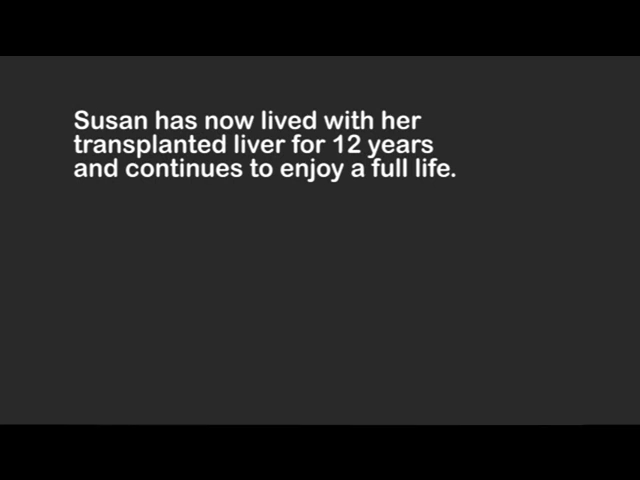 Susan has now lived with her
transplanted liver for 12 years
and continues to enjoy a full life.